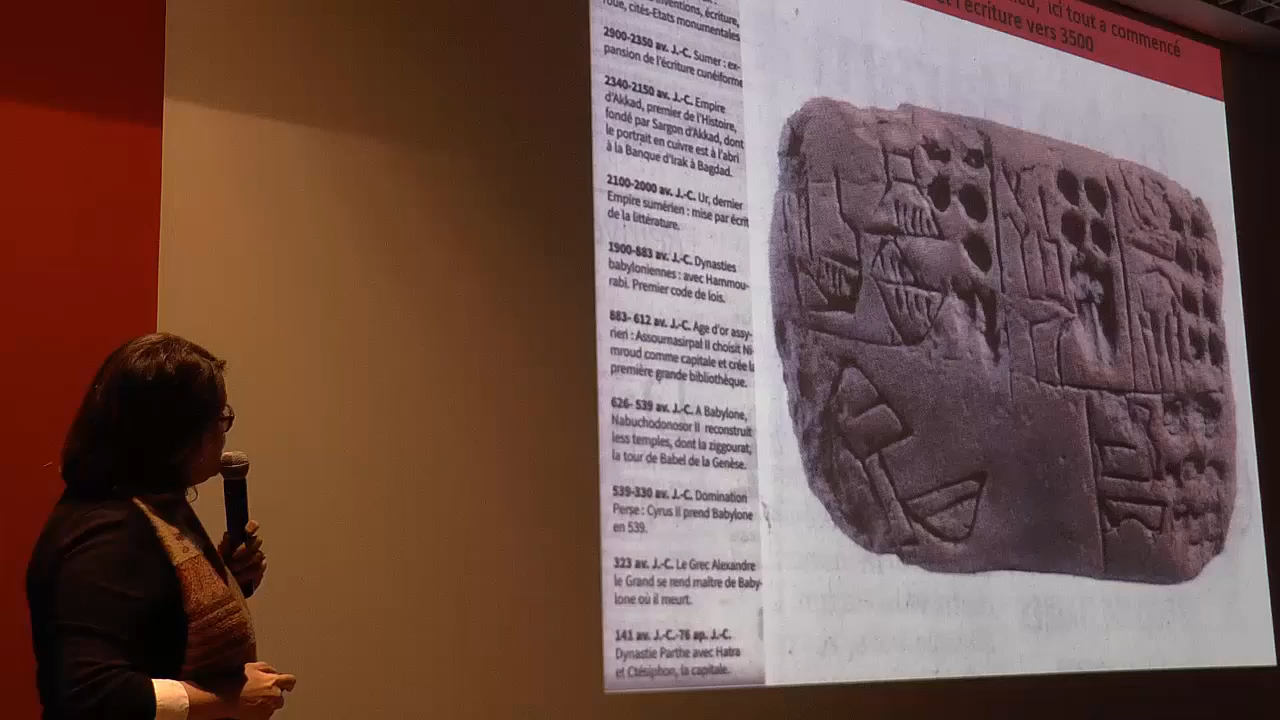 ici tout a commencé
et l'écriture vers 3500
inventions, écriture,
roue, cités-Etats monumentales
2900-2350 av. J.-C. Sumer : ex-
pansion de l'écriture cunéiforme
2340-2150 av. J.-C. Empire
d'Akkad, premier de l'Histoire,
fondé par Sargon d'Akkad, dont
le portrait en cuivre est à l'abri
à la Banque d'Irak à Bagdad.
2100-2000 av. J.-C. Ur, dernier
Empire sumérien : mise par écrit
de la littérature.
1900-883 av. J.-C. Dynasties
babyloniennes : avec Hammou-
rabi. Premier code de lois.
883- 612 av. J.-C. Age d'or assy-
rien : Assournasirpal II choisit Ni-
mroud comme capitale et crée la
première grande bibliothèque.
626- 539 av. J.-C. A Babylone,
Nabuchodonosor II reconstruit
less temples, dont la ziggourat,
la tour de Babel de la Genèse.
539-330 av. J.-C. Domination
Perse : Cyrus II prend Babylone
en 539.
323 av. J.-C. Le Grec Alexandre
le Grand se rend maître de Baby-
lone où il meurt.
141 av. J.-C.-76 ap. J.-C.
Dynastie Parthe avec Hatra
et Ctésiphon, la capitale.